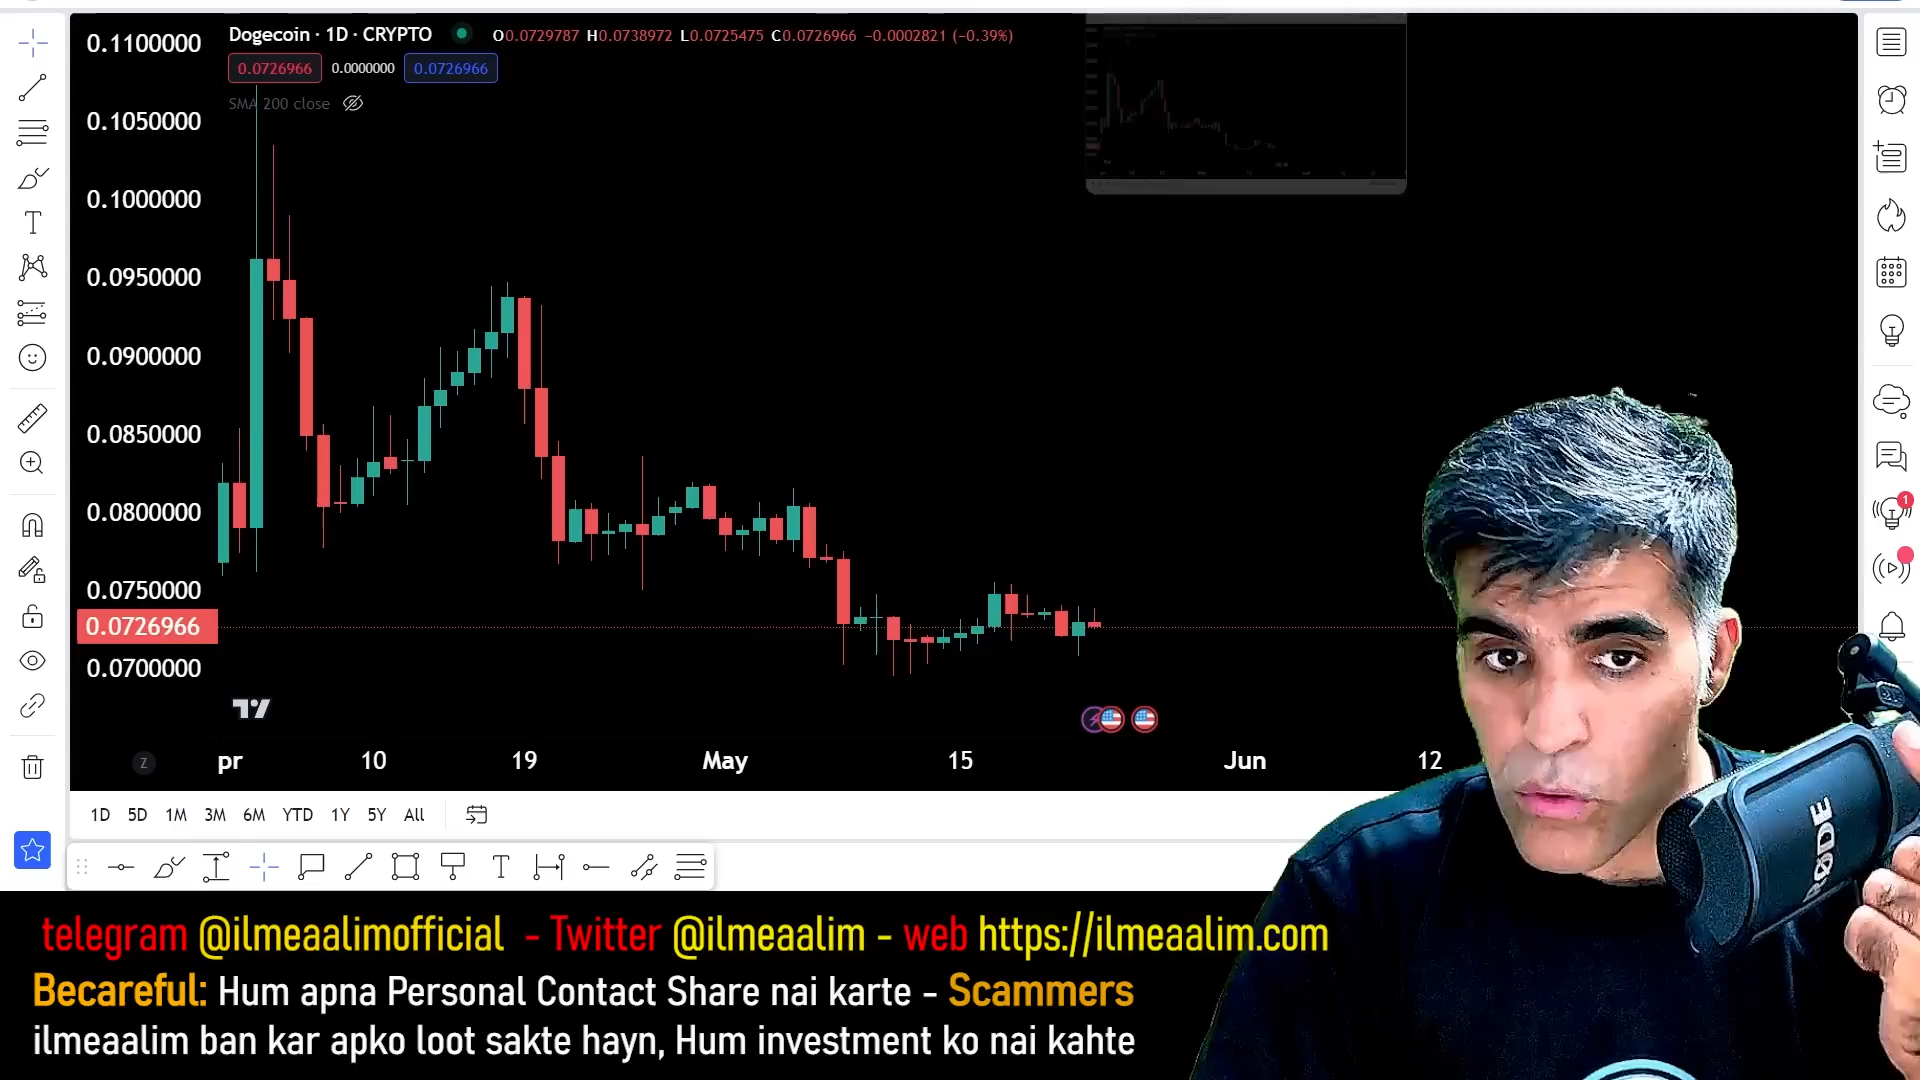 Dogecoin · 1D · CRYPTO O0.0729787 H0.0738972 L0.0725475 C0.0726966 −0.0002821 (−0.39%)
0.0726966 0.0000000 0.0726966
SMA 200 close
0.1100000
0.1050000
0.1000000
0.0950000
0.0900000
0.0850000
0.0800000
0.0750000
0.0726966
0.0700000
Z
pr 10 19 May 15 Jun 12
1D 5D 1M 3M 6M YTD 1Y 5Y All
1
RØDE
telegram @ilmeaalimofficial - Twitter @ilmeaalim - web https://ilmeaalim.com
Becareful: Hum apna Personal Contact Share nai karte - Scammers
ilmeaalim ban kar apko loot sakte hayn, Hum investment ko nai kahte